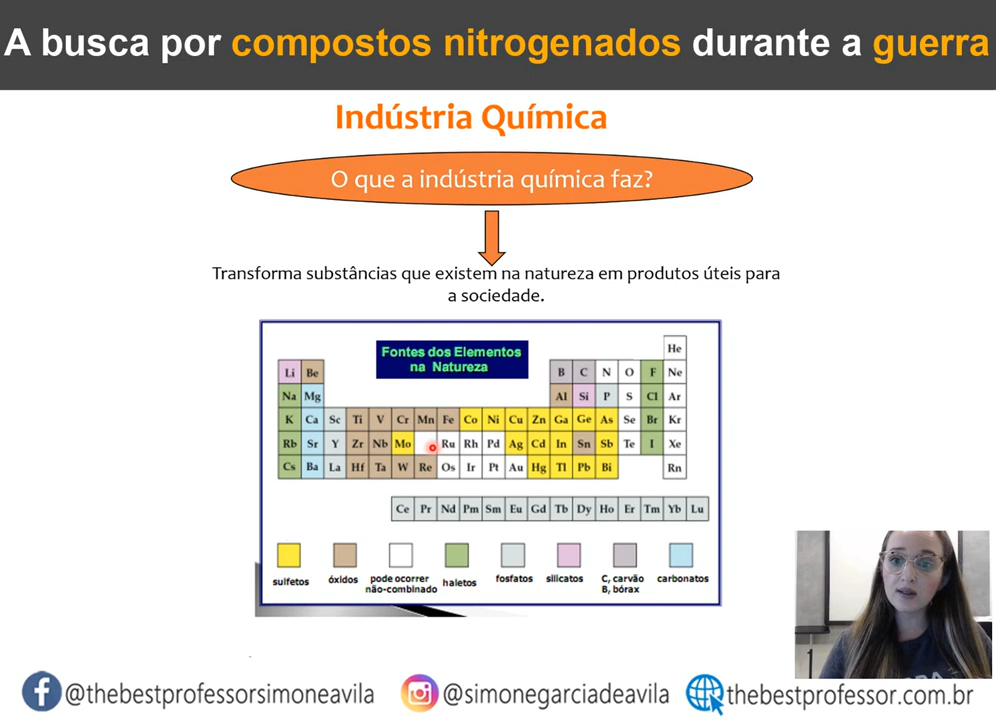 A busca por compostos nitrogenados durante a guerra
Indústria Química
O que a indústria química faz?
Transforma substâncias que existem na natureza em produtos úteis para
a sociedade.
Fontes dos Elementos
na Natureza
He
Li Be B C N O F Ne
Na Mg Al Si P S Cl Ar
K Ca Sc Ti V Cr Mn Fe Co Ni Cu Zn Ga Ge As Se Br Kr
Rb Sr Y Zr Nb Mo Ru Rh Pd Ag Cd In Sn Sb Te I Xe
Cs Ba La Hf Ta W Re Os Ir Pt Au Hg Tl Pb Bi Rn
Ce Pr Nd Pm Sm Eu Gd Tb Dy Ho Er Tm Yb Lu
sulfetos
óxidos
pode ocorrer
não-combinado
haletos
fosfatos
silicatos
C, carvão
B, bórax
carbonatos
@thebestprofessorsimoneavila
@simonegarciadeavila
thebestprofessor.com.br